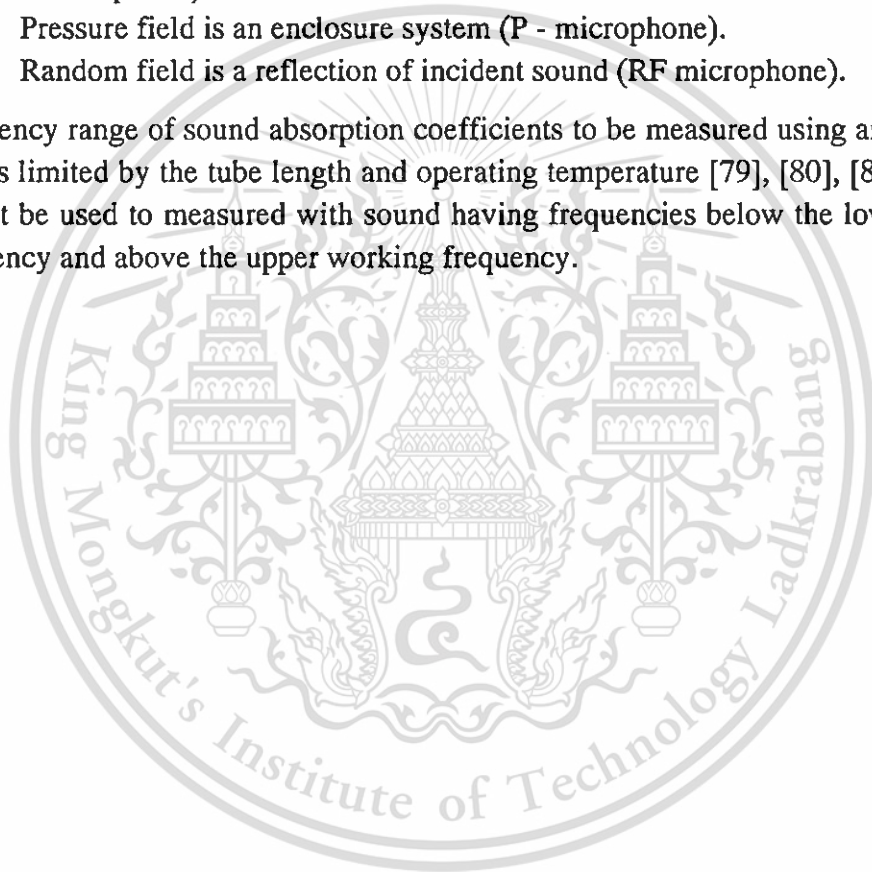 Pressure field is an enclosure system (P - microphone).
Random field is a reflection of incident sound (RF microphone).
ency range of sound absorption coefficients to be measured using a
s limited by the tube length and operating temperature [79], [80], [8
t be used to measured with sound having frequencies below the lo
ency and above the upper working frequency.
King Mongkut's Institute of Technology Ladkrabang